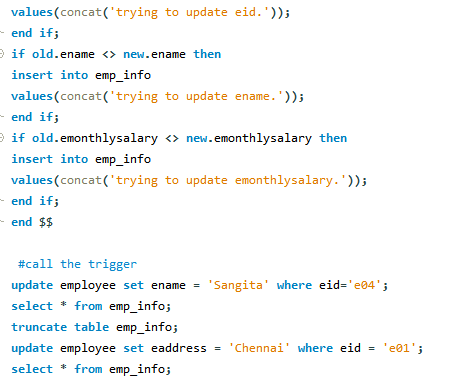 values(concat('trying to update eid.'));
end if;
if old.ename <> new.ename then
insert into emp_info
values(concat('trying to update ename.'));
end if;
if old.emonthlysalary <> new.emonthlysalary then
insert into emp_info
values(concat('trying to update emonthlysalary.'));
end if;
end $$
#call the trigger
update employee set ename = 'Sangita' where eid='e04';
select * from emp_info;
truncate table emp_info;
update employee set eaddress = 'Chennai' where eid = 'e01';
select * from emp_info;